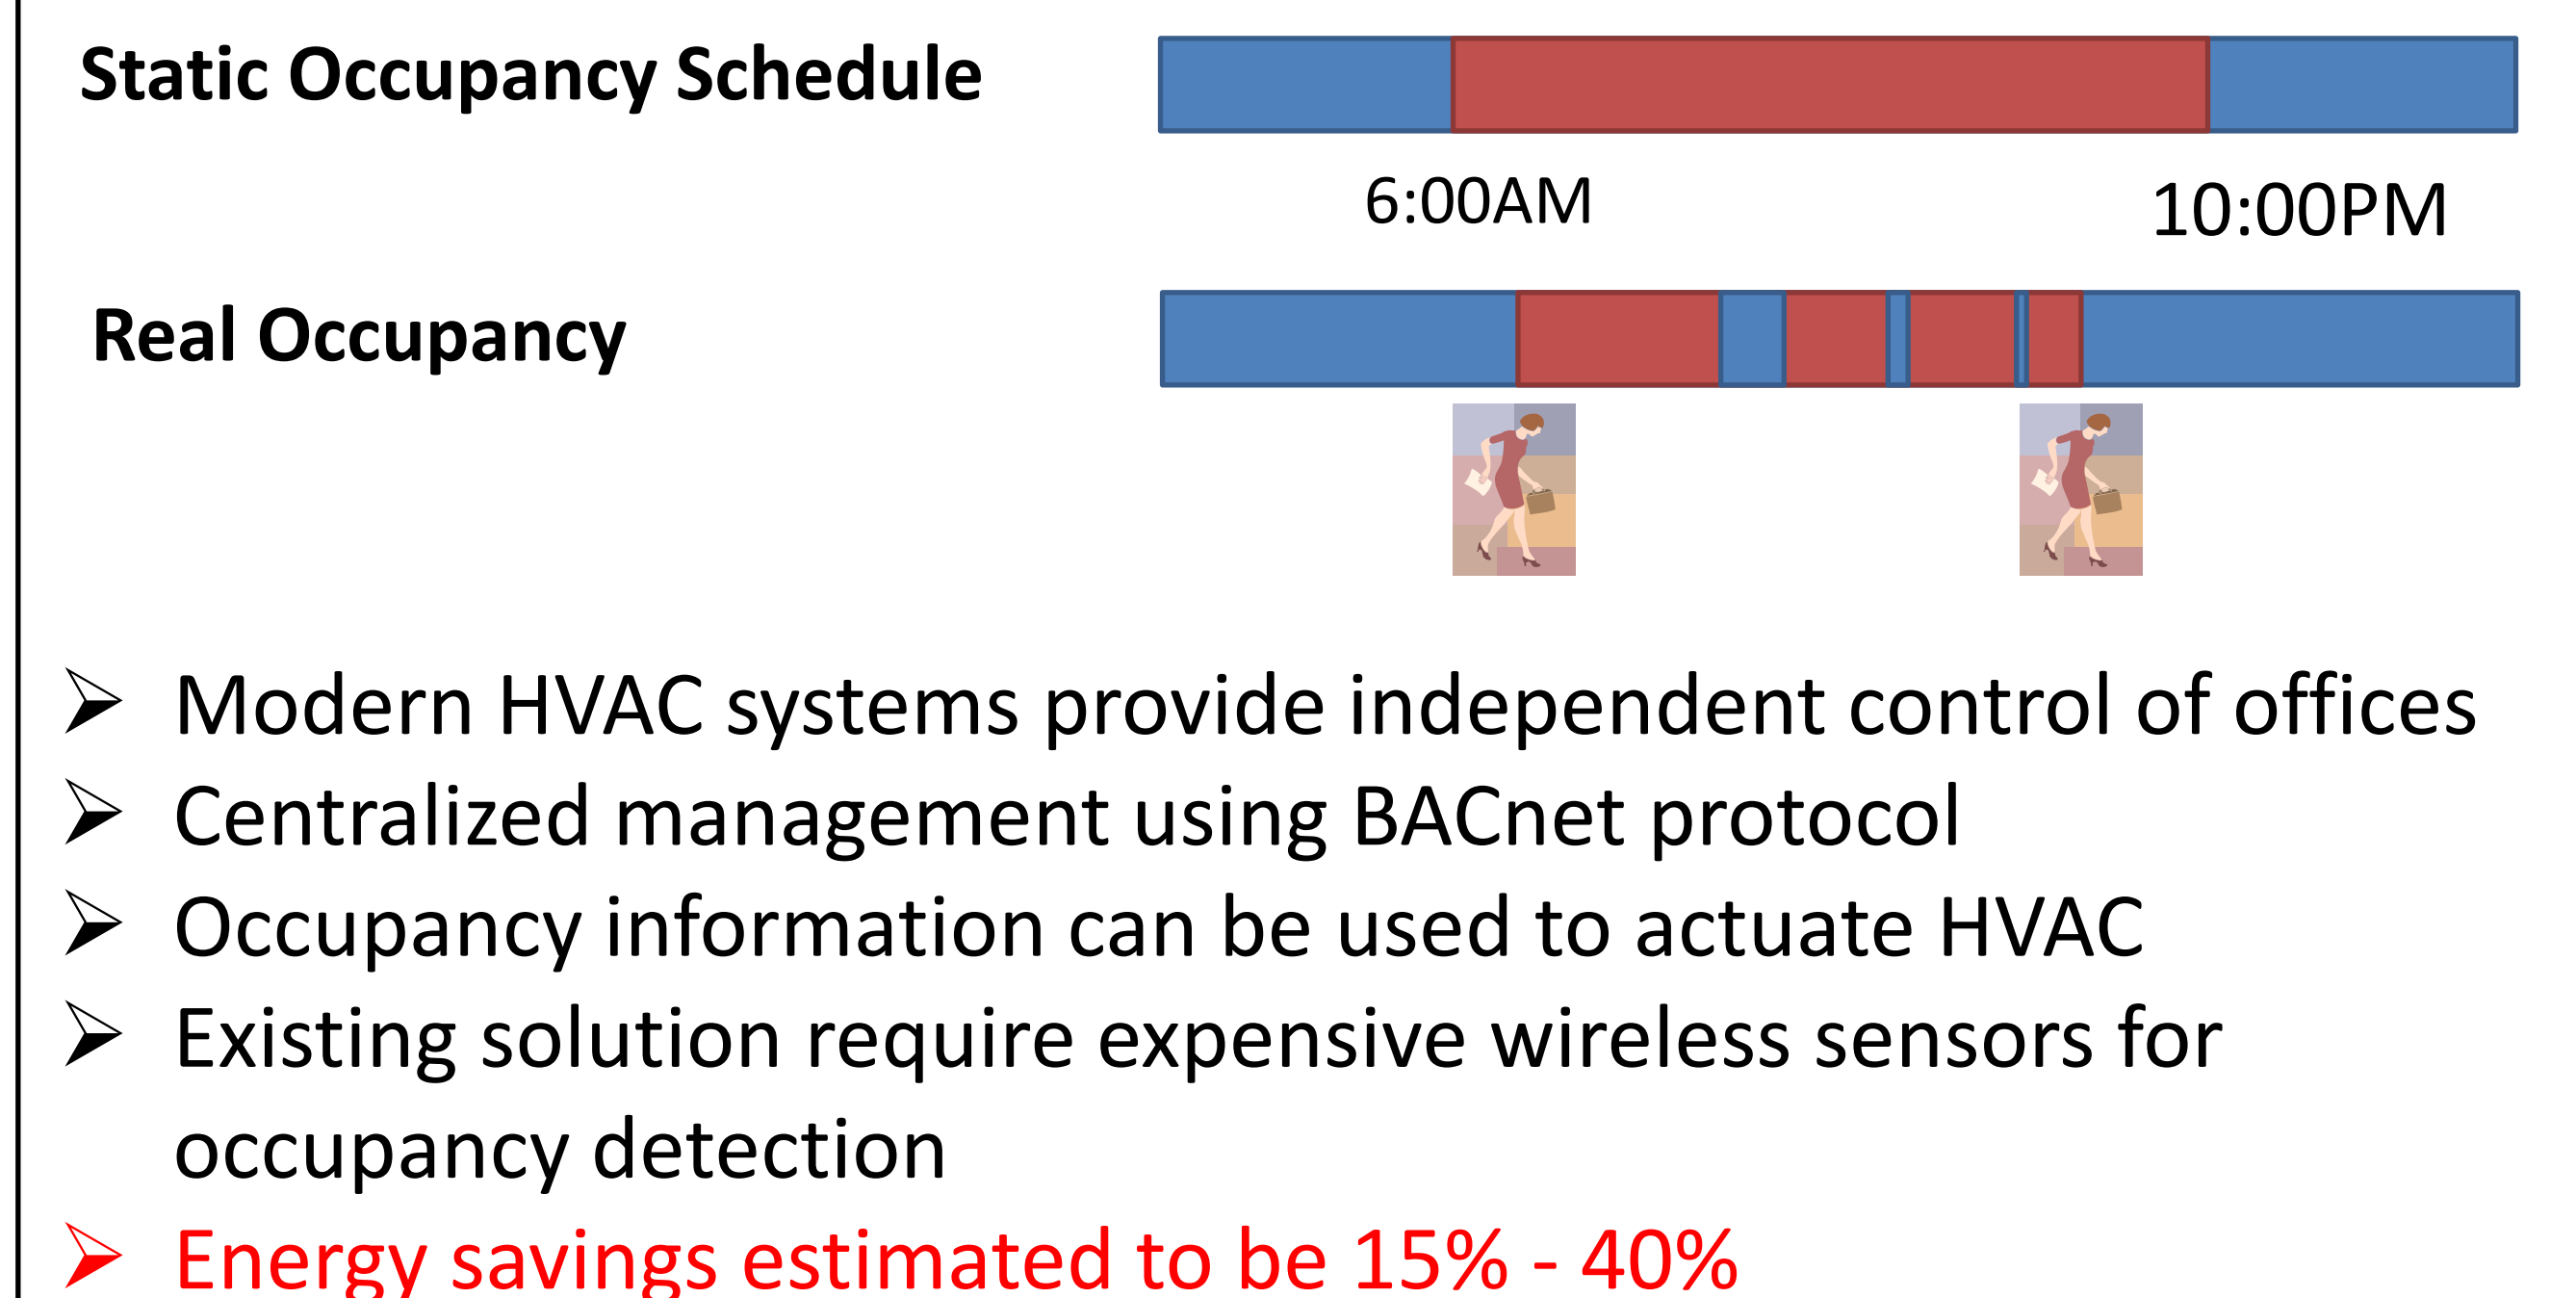 Static Occupancy Schedule
6:00AM 10:00PM
Real Occupancy
➢ Modern HVAC systems provide independent control of offices
➢ Centralized management using BACnet protocol
➢ Occupancy information can be used to actuate HVAC
➢ Existing solution require expensive wireless sensors for
occupancy detection
➢ Energy savings estimated to be 15% - 40%